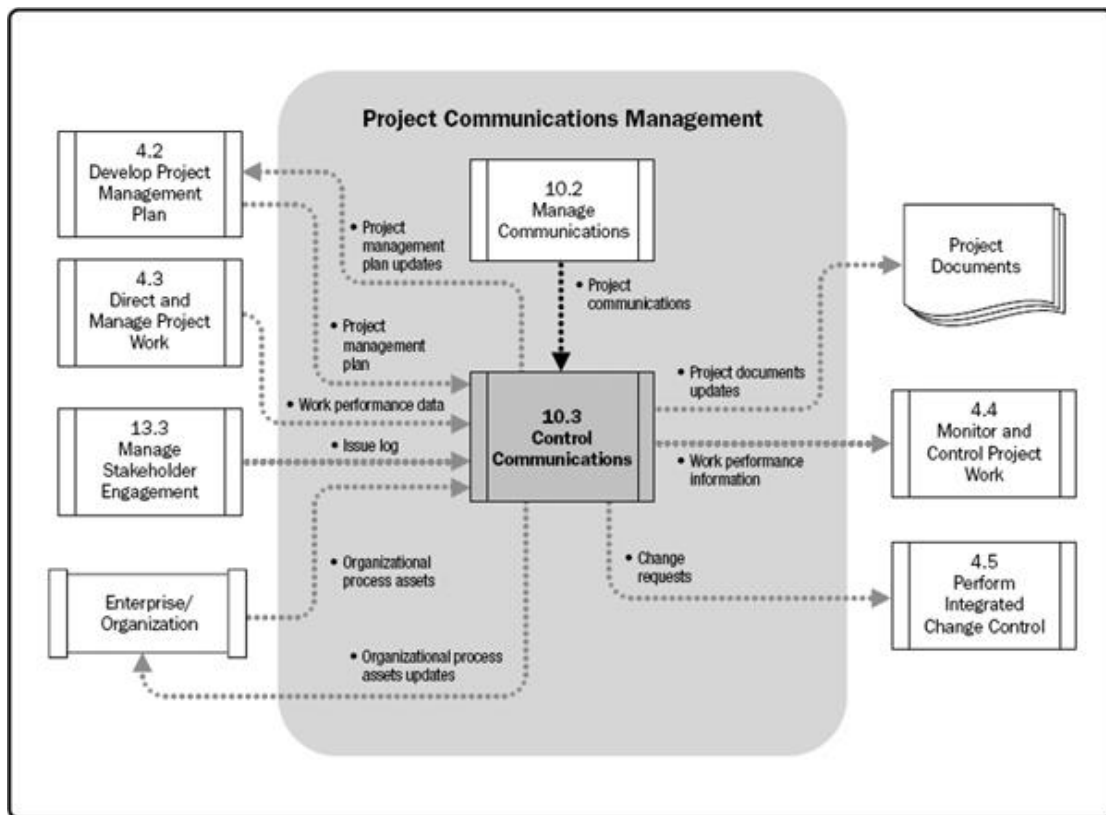 Project Communications Management
4.2
Develop Project
Management
Plan
10.2
Manage
Communications
• Project
management
plan updates
Project
Documents
4.3
Direct and
Manage Project
Work
• Project
communications
• Project
management
plan
• Project documents
updates
• Work performance data
10.3
Control
Communications
4.4
Monitor and
Control Project
Work
13.3
Manage
Stakeholder
Engagement
• Issue log
• Work performance
information
• Organizational
process assets
• Change
requests
4.5
Perform
Integrated
Change Control
Enterprise/
Organization
• Organizational process
assets updates